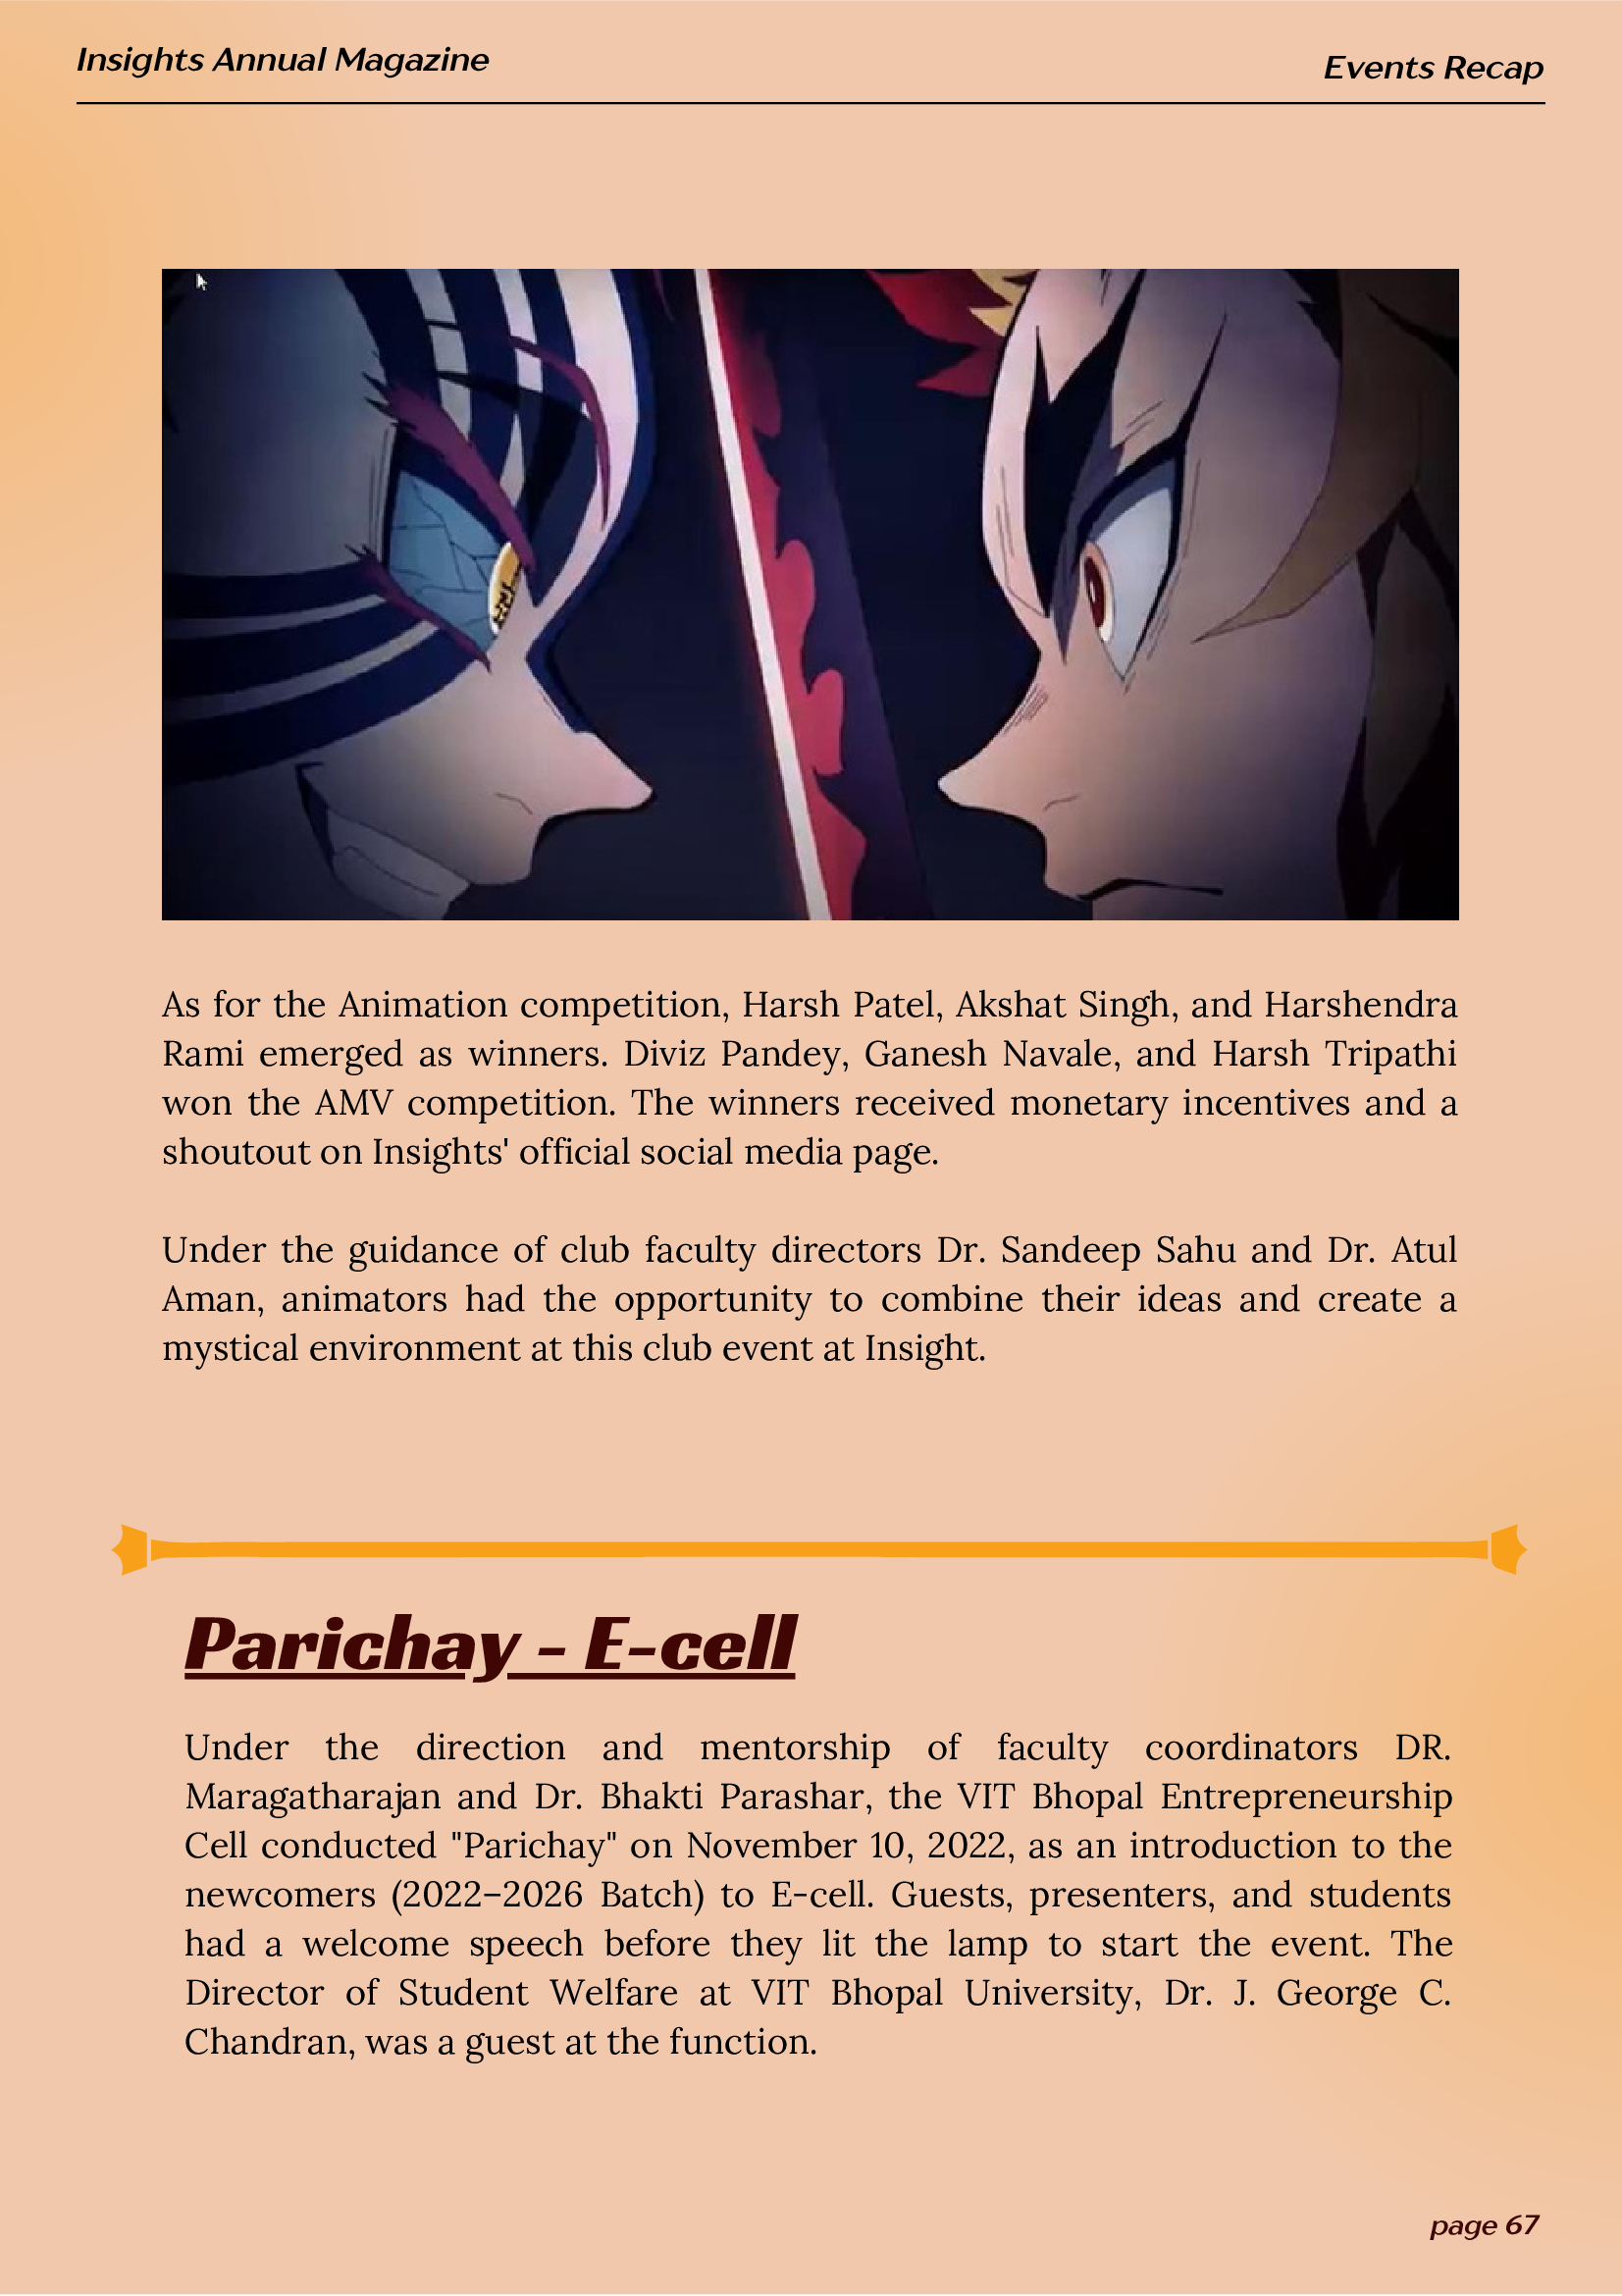 Insights Annual Magazine
Events Recap
As for the Animation competition, Harsh Patel, Akshat Singh, and Harshendra
Rami emerged as winners. Diviz Pandey, Ganesh Navale, and Harsh Tripathi
won the AMV competition. The winners received monetary incentives and a
shoutout on Insights' official social media page.
Under the guidance of club faculty directors Dr. Sandeep Sahu and Dr. Atul
Aman, animators had the opportunity to combine their ideas and create a
mystical environment at this club event at Insight.
Parichay - E-cell
Under the direction and mentorship of faculty coordinators DR.
Maragatharajan and Dr. Bhakti Parashar, the VIT Bhopal Entrepreneurship
Cell conducted "Parichay" on November 10, 2022, as an introduction to the
newcomers (2022–2026 Batch) to E-cell. Guests, presenters, and students
had a welcome speech before they lit the lamp to start the event. The
Director of Student Welfare at VIT Bhopal University, Dr. J. George C.
Chandran, was a guest at the function.
page 67